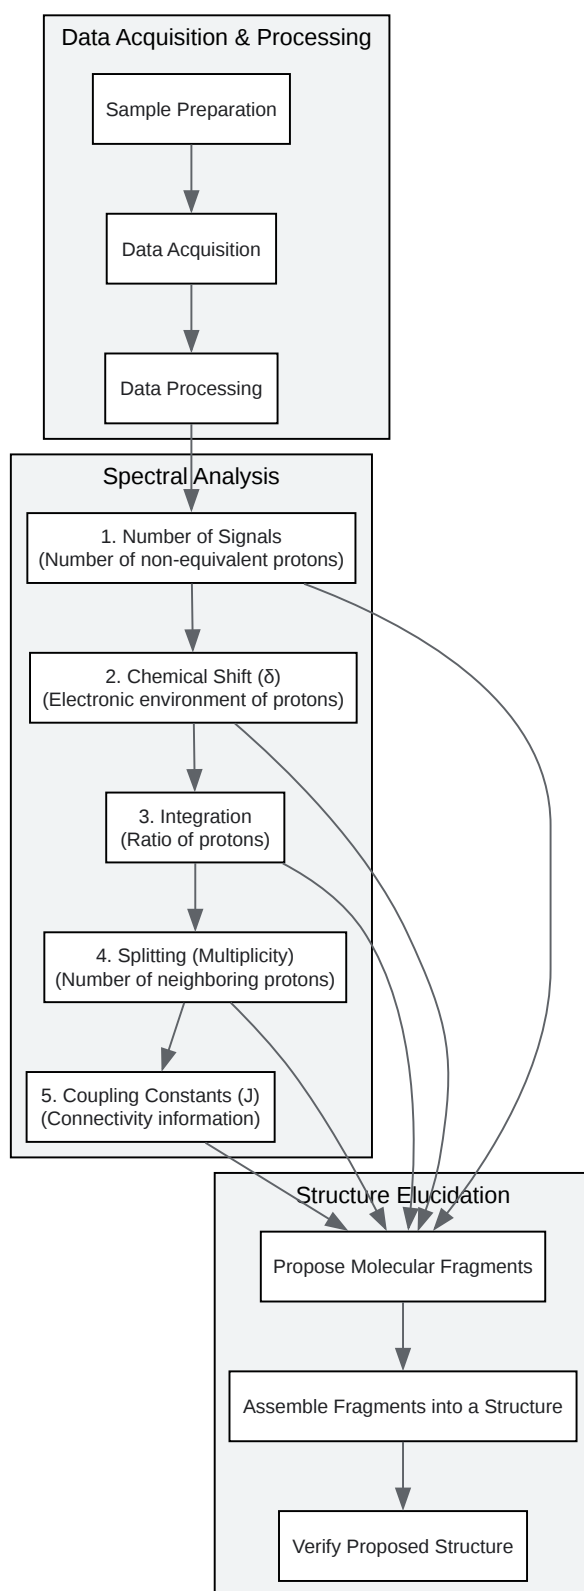 Data Acquisition & Processing
Sample Preparation
Data Acquisition
Data Processing
Spectral Analysis
1. Number of Signals
(Number of non-equivalent protons)
2. Chemical Shift (δ)
(Electronic environment of protons)
3. Integration
(Ratio of protons)
4. Splitting (Multiplicity)
(Number of neighboring protons)
5. Coupling Constants (J)
(Connectivity information)
Structure Elucidation
Propose Molecular Fragments
Assemble Fragments into a Structure
Verify Proposed Structure